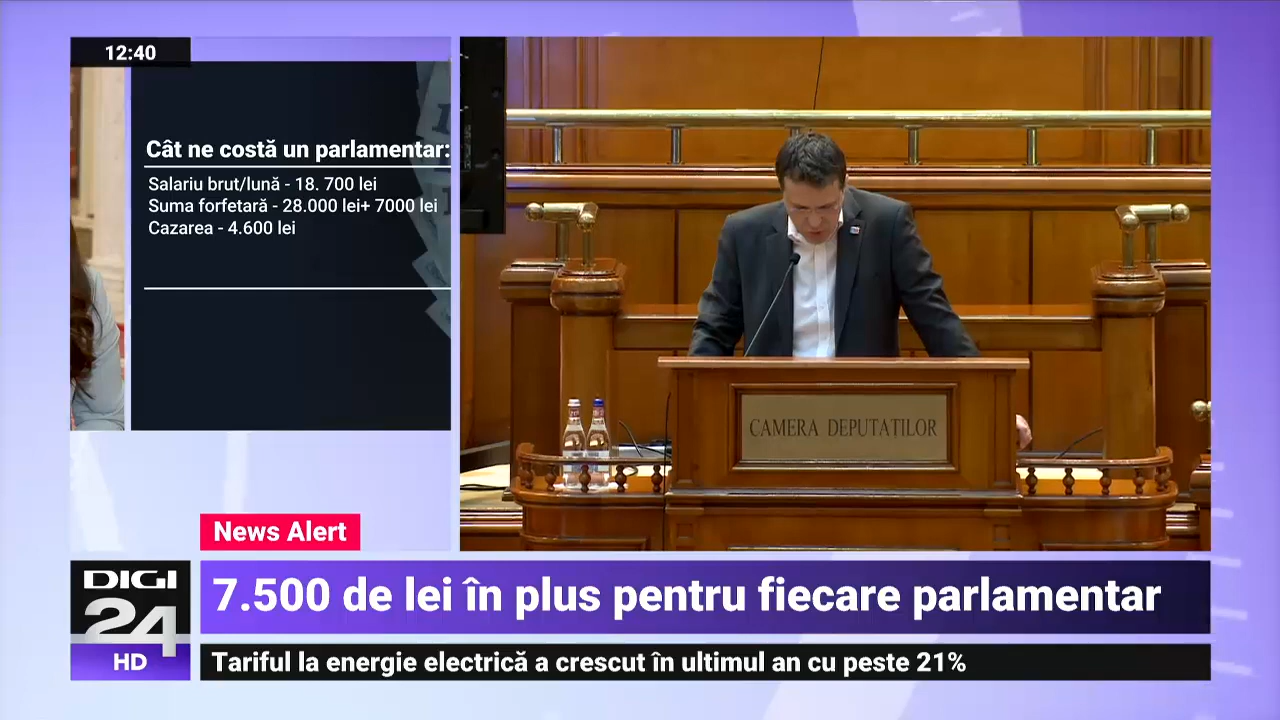 12:40
Cât ne costă un parlamentar:
Salariu brut/lună - 18. 700 lei
Suma forfetară - 28.000 lei+ 7000 lei
Cazarea - 4.600 lei
CAMERA DEPUTAȚILOR
News Alert
DIGI
24
HD
7.500 de lei în plus pentru fiecare parlamentar
Tariful la energie electrică a crescut în ultimul an cu peste 21%